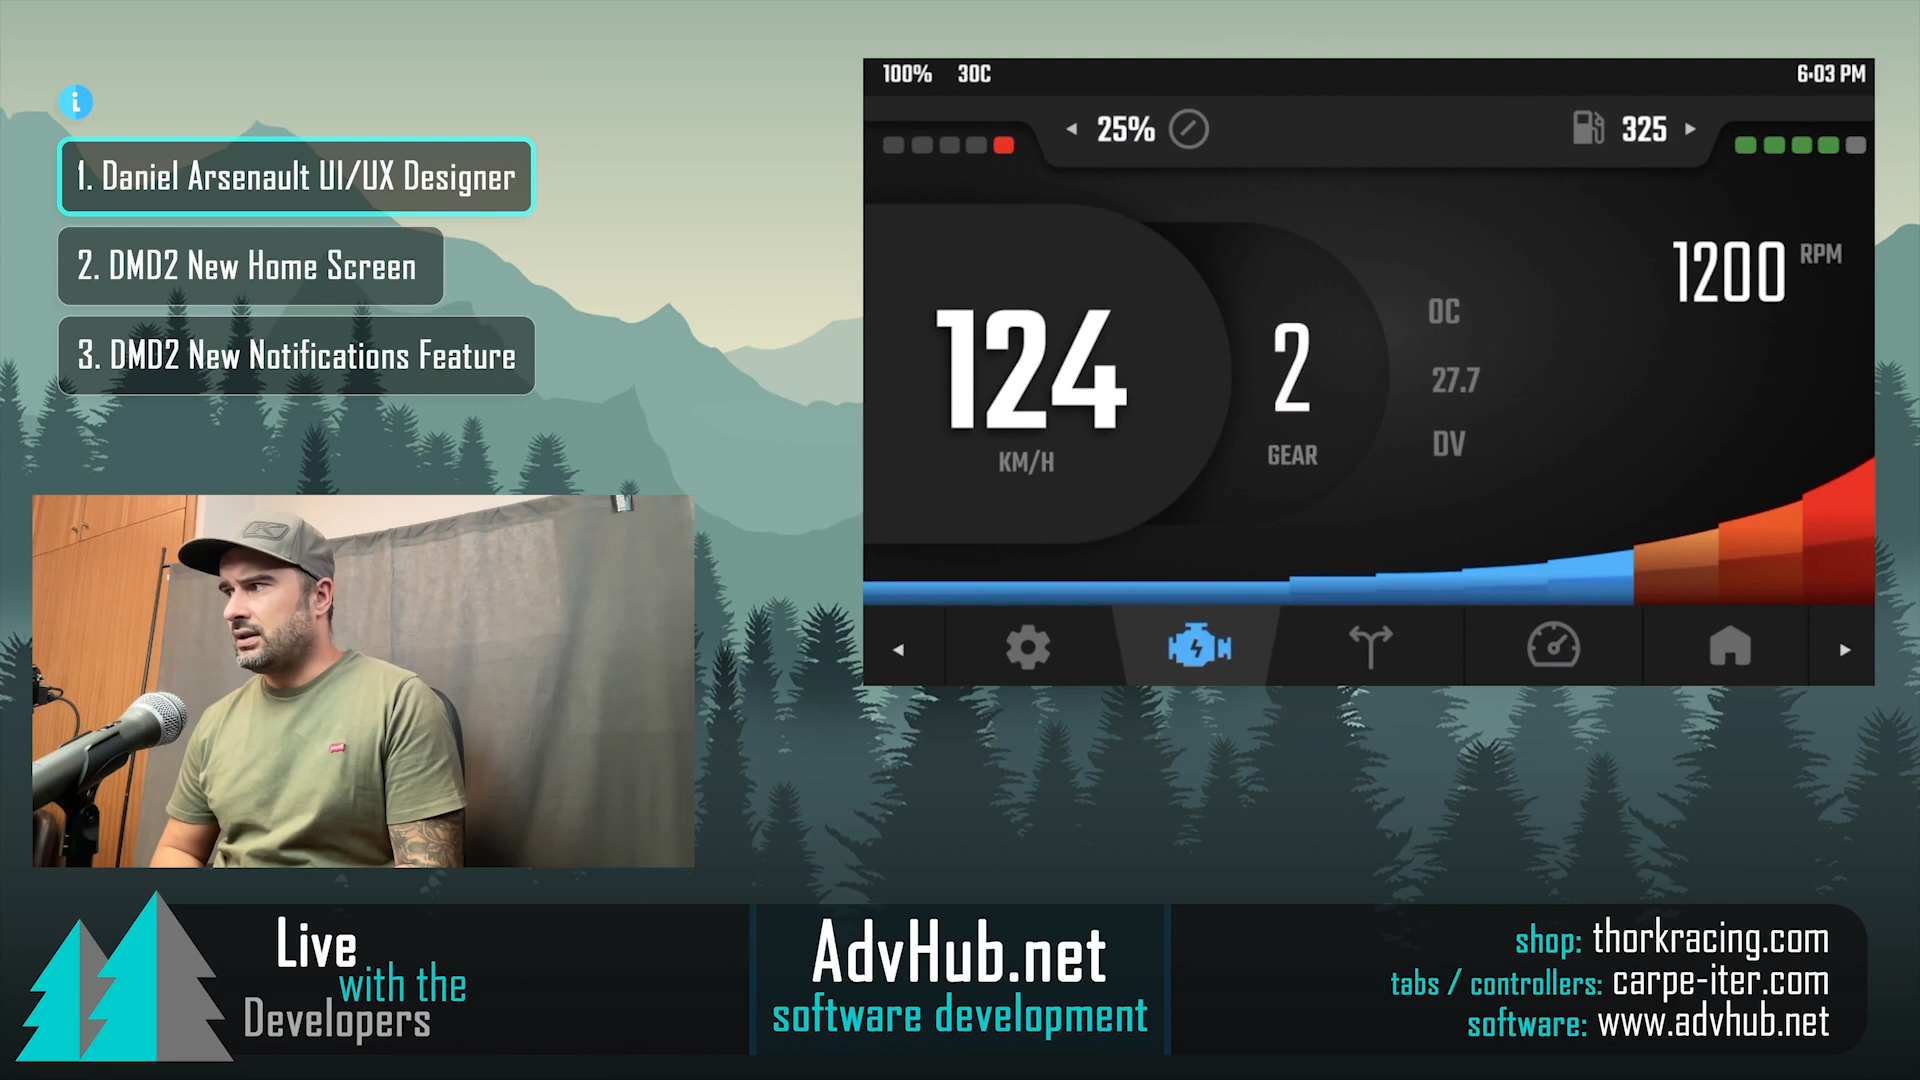 1. Daniel Arsenault UI/UX Designer
2. DMD2 New Home Screen
3. DMD2 New Notifications Feature
100% 30C 6:03 PM
25% 325
1200 RPM
124
KM/H
2
GEAR
OC
27.7
DV
Live
with the
Developers
AdvHub.net
software development
shop: thorkracing.com
tabs / controllers: carpe-iter.com
software: www.advhub.net